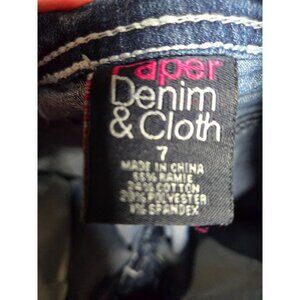 Paper
Denim
& Cloth
7
MADE IN CHINA
55% RAMIE
24% COTTON
20% POLYESTER
1% SPANDEX